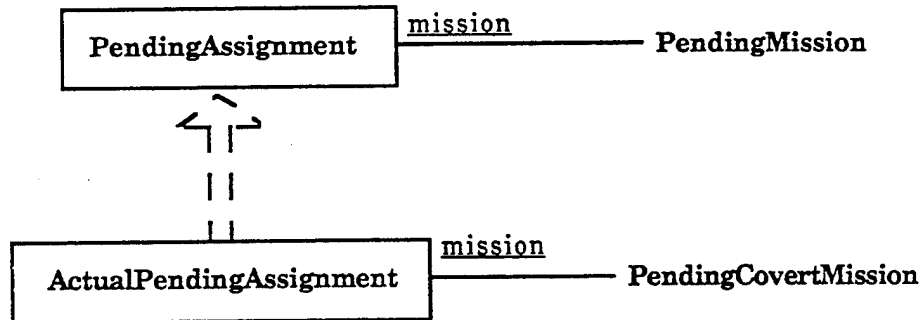 mission
PendingAssignment
PendingMission
mission
ActualPendingAssignment
PendingCovertMission